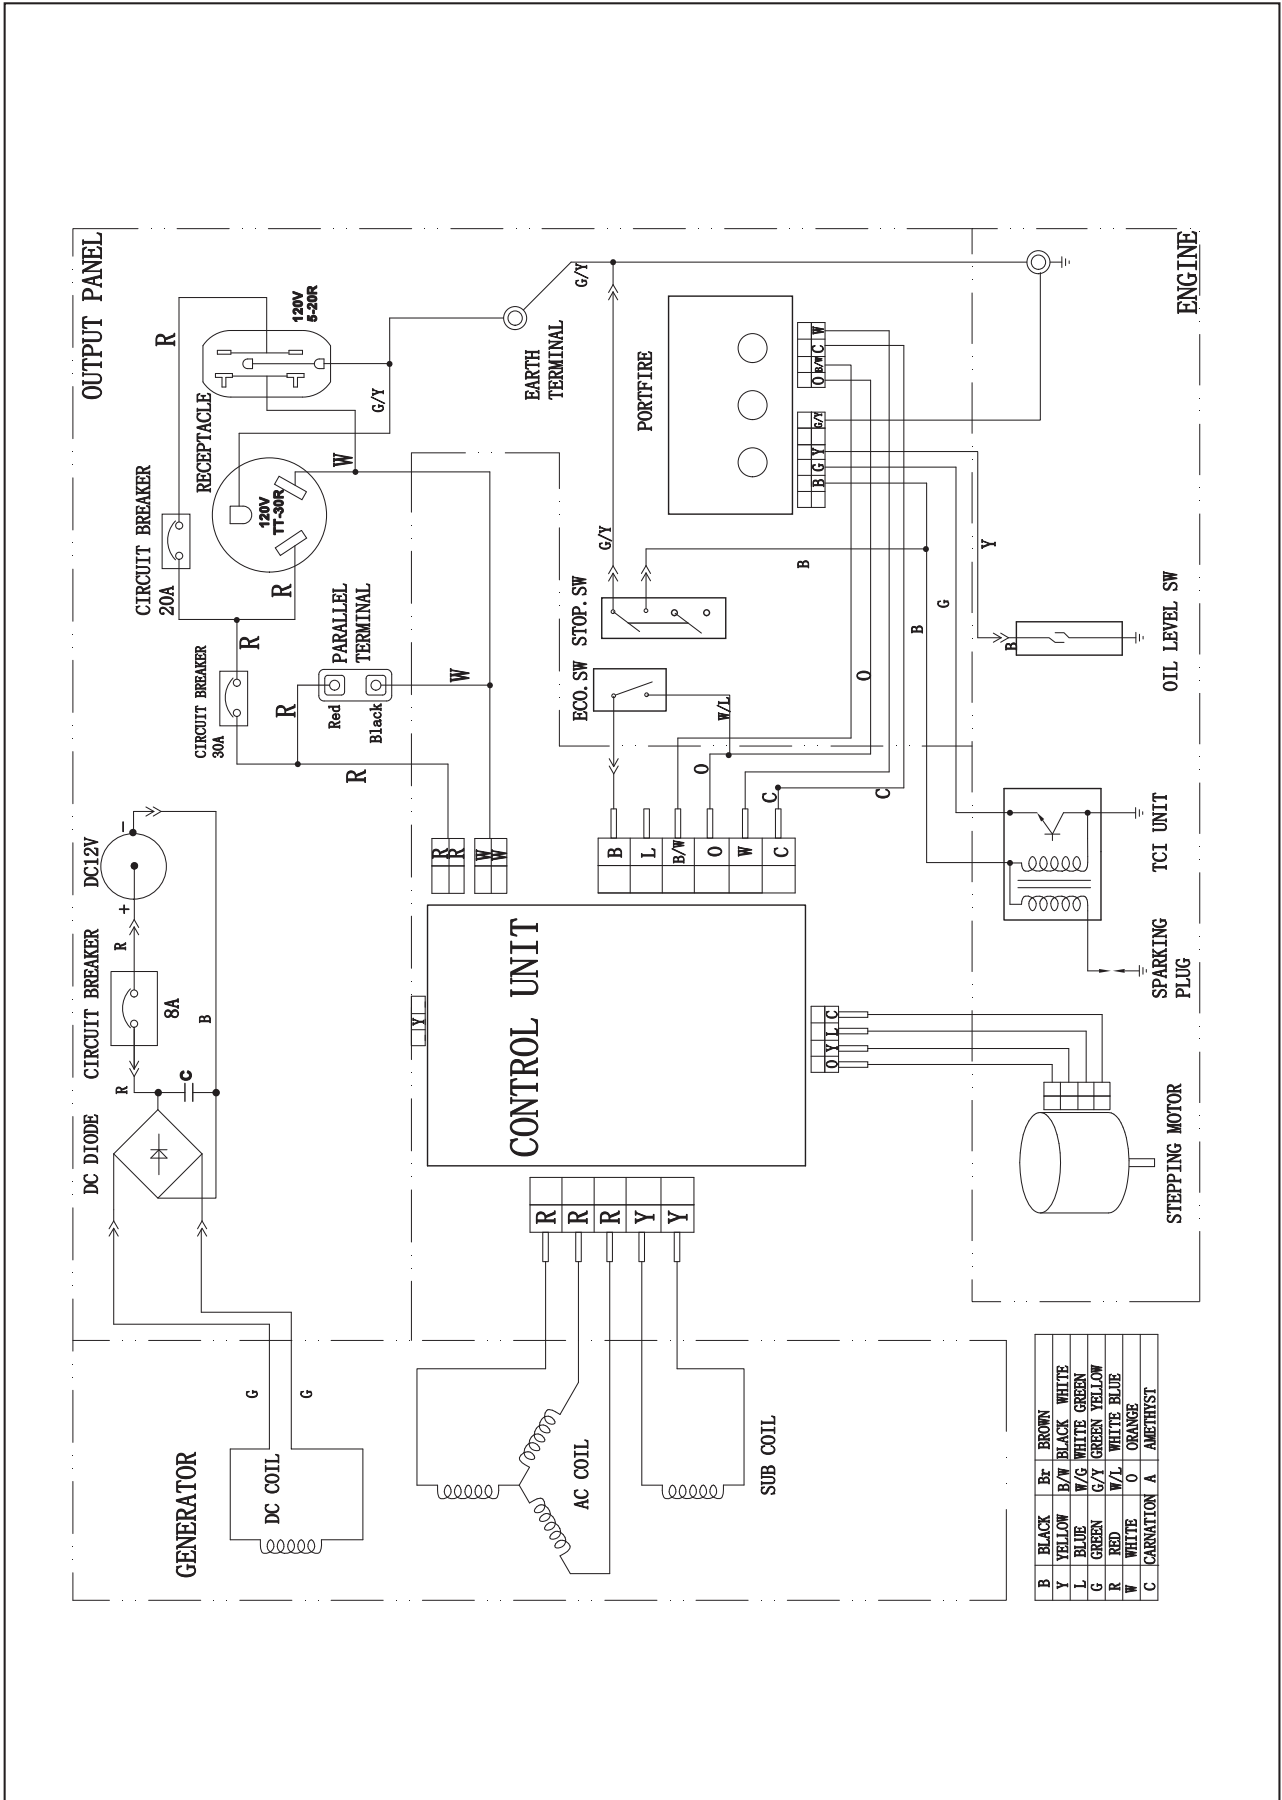 OUTPUT PANEL
R
120V
5-20R
RECEPTACLE
G/Y
W
120V
TT-30R
CIRCUIT BREAKER
20A
R
R
PARALLEL
TERMINAL
Red
Black
R
W
CIRCUIT BREAKER
30A
R
DC12V
−
+
R
CIRCUIT BREAKER
8A
B
R
C
DC DIODE
G/Y
EARTH
TERMINAL
G/Y
PORTFIRE
W
C
B/W
O
G/Y
Y
G
B
ENGINE
STOP.SW
ECO.SW
B
B
G
Y
O
W/L
O
C
C
B
OIL LEVEL SW
TCI UNIT
SPARKING
PLUG
R
R
W
W
B
L
B/W
O
W
C
Y
CONTROL UNIT
C
L
Y
O
STEPPING MOTOR
R
R
R
Y
Y
GENERATOR
G
G
DC COIL
AC COIL
SUB COIL
B BLACK Br BROWN
Y YELLOW B/W BLACK WHITE
L BLUE W/G WHITE GREEN
G GREEN G/Y GREEN YELLOW
R RED W/L WHITE BLUE
W WHITE O ORANGE
C CARNATION A AMETHYST